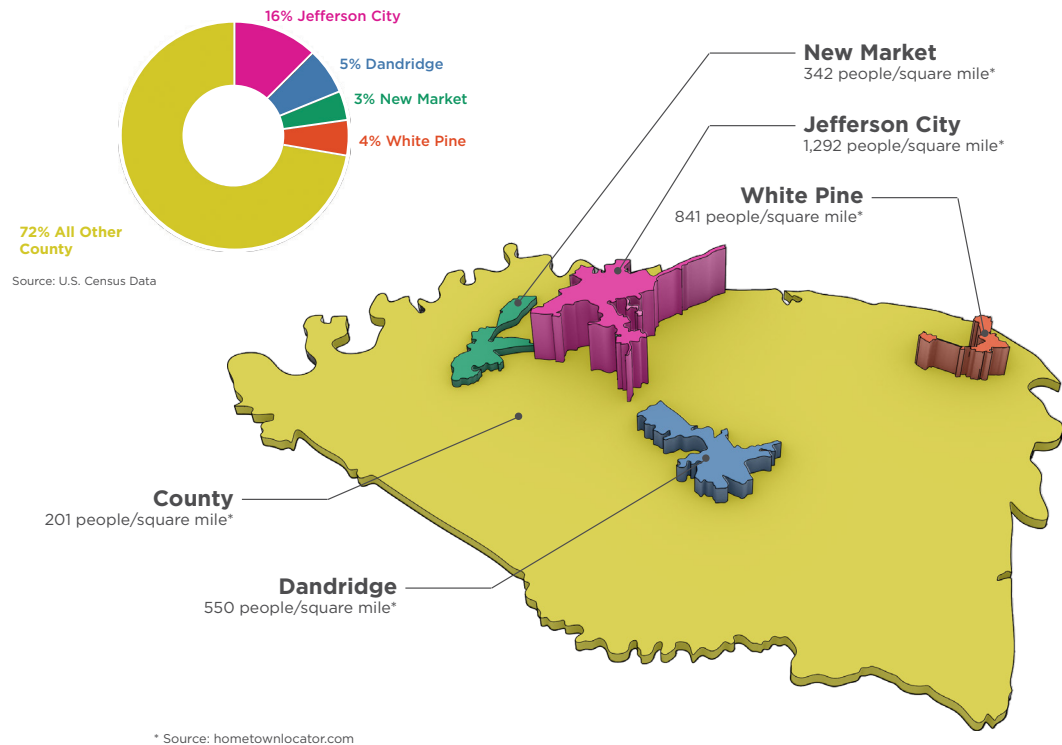 16% Jefferson City
5% Dandridge
3% New Market
4% White Pine
72% All Other
County
Source: U.S. Census Data
New Market
342 people/square mile*
Jefferson City
1,292 people/square mile*
White Pine
841 people/square mile*
County
201 people/square mile*
Dandridge
550 people/square mile*
* Source: hometownlocator.com